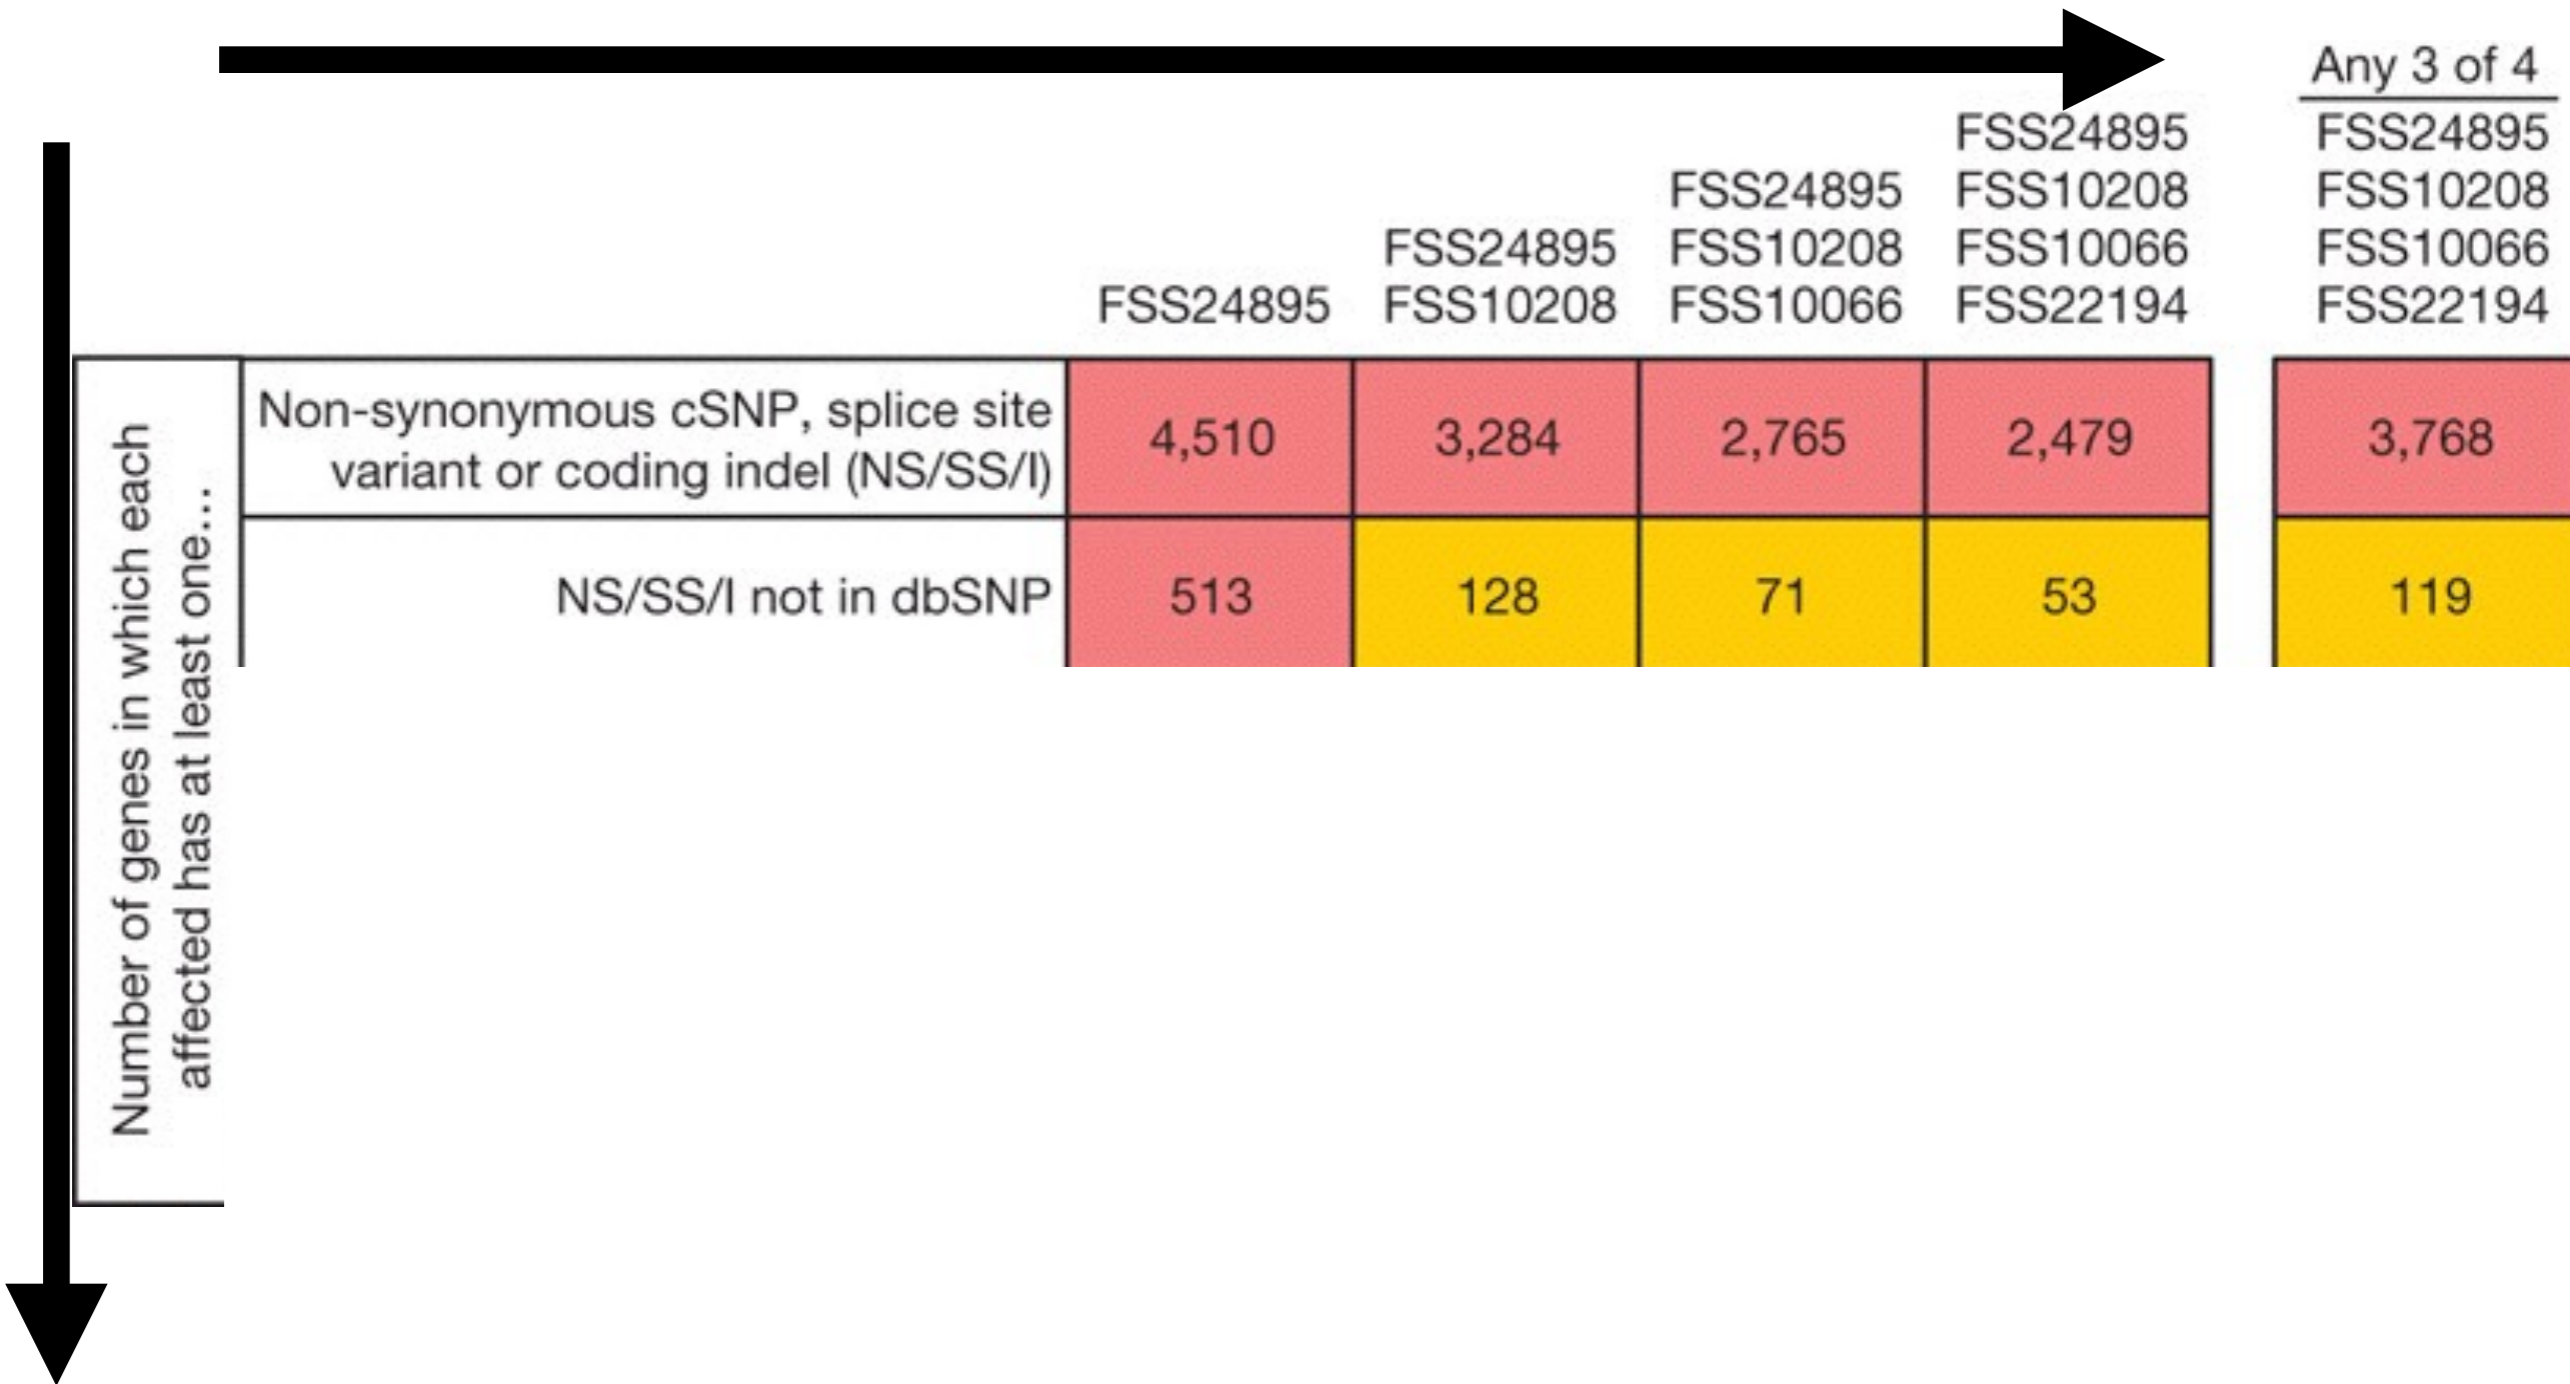 Any 3 of 4
FSS24895 FSS24895
FSS24895 FSS10208 FSS10208
FSS24895 FSS10208 FSS10066 FSS10066
FSS24895 FSS10208 FSS10066 FSS22194 FSS22194
Number of genes in which each
affected has at least one...
Non-synonymous cSNP, splice site
variant or coding indel (NS/SS/I)
4,510 3,284 2,765 2,479 3,768
NS/SS/I not in dbSNP 513 128 71 53 119